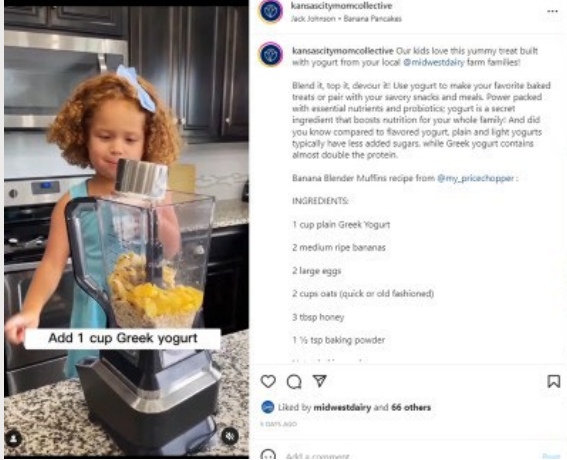 kansascitymomcollective
Jack Johnson • Banana Pancakes
kansascitymomcollective Our kids love this yummy treat built
with yogurt from your local @midwestdairy farm families!
Blend it, top it, devour it! Use yogurt to make your favorite baked
treats or pair with your savory snacks and meals. Power packed
with essential nutrients and probiotics; yogurt is a secret
ingredient that boosts nutrition for your whole family! And did
you know compared to flavored yogurt, plain and light yogurts
typically have less added sugars, while Greek yogurt contains
almost double the protein.
Banana Blender Muffins recipe from @my_pricechopper :
INGREDIENTS:
1 cup plain Greek Yogurt
2 medium ripe bananas
2 large eggs
2 cups oats (quick or old fashioned)
3 tbsp honey
1 ½ tsp baking powder
Add 1 cup Greek yogurt
Liked by midwestdairy and 66 others
DAYS AGO
Add a comment...
Post